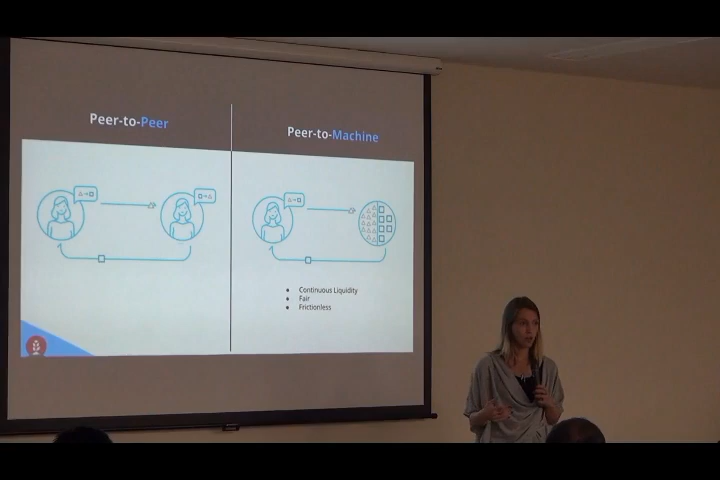 Peer-to-Peer
Peer-to-Machine
Continuous Liquidity
Fair
Frictionless